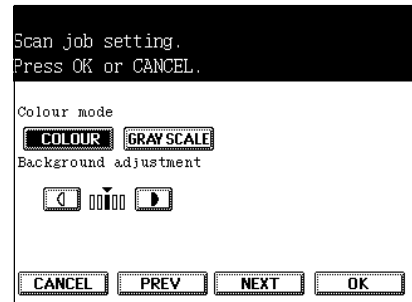 Scan job setting.
Press OK or CANCEL.
Colour mode
COLOUR GRAY SCALE
Background adjustment
CANCEL PREV NEXT OK